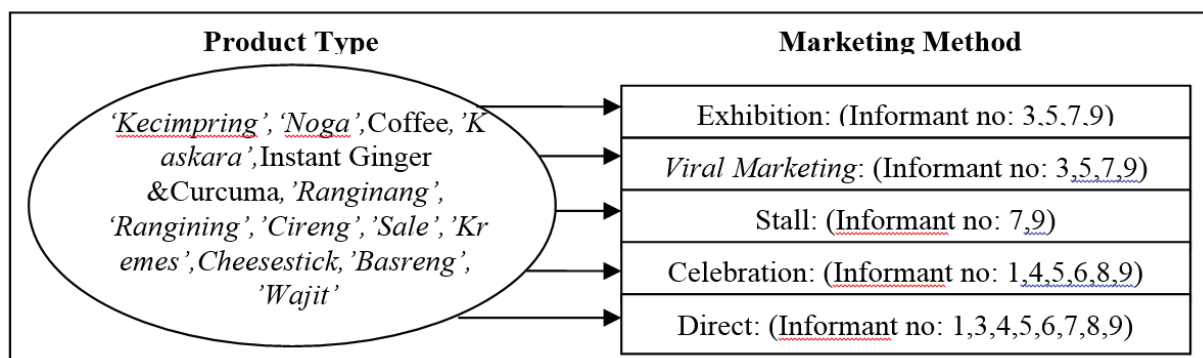 Product Type
Marketing Method
‘Kecimpring’, ‘Noga’,Coffee, ’K
askara’,Instant Ginger
&Curcuma, ’Ranginang’,
‘Rangining’, ’Cireng’, ’Sale’, ’Kr
emes’,Cheesestick, ’Basreng’,
’Wajit’
Exhibition: (Informant no: 3,5,7,9)
Viral Marketing: (Informant no: 3,5,7,9)
Stall: (Informant no: 7,9)
Celebration: (Informant no: 1,4,5,6,8,9)
Direct: (Informant no: 1,3,4,5,6,7,8,9)